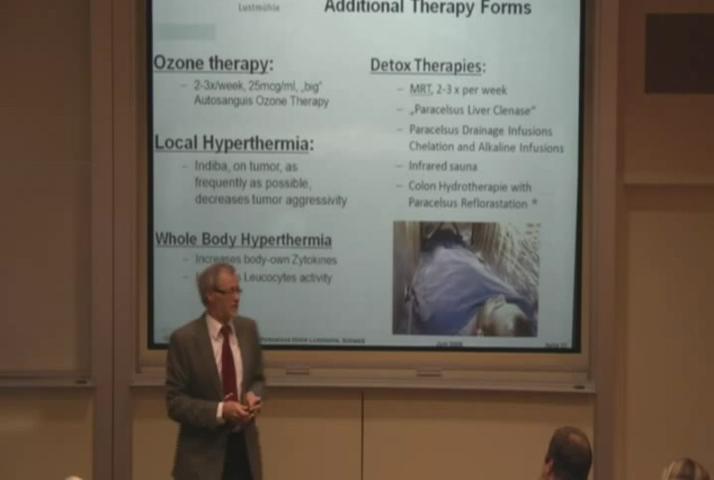 Lustmühle
Additional Therapy Forms
Ozone therapy:
– 2-3x/week, 25mcg/ml, „big"
Autosanguis Ozone Therapy
Local Hyperthermia:
– Indiba, on tumor, as
frequently as possible,
decreases tumor aggressivity
Whole Body Hyperthermia
– Increases body-own Zytokines
– Leucocytes activity
Detox Therapies:
– MRT, 2-3 x per week
– „Paracelsus Liver Clenase"
– Paracelsus Drainage Infusions
Chelation and Alkaline Infusions
– Infrared sauna
– Colon Hydrotherapie with
Paracelsus Reflorastation *